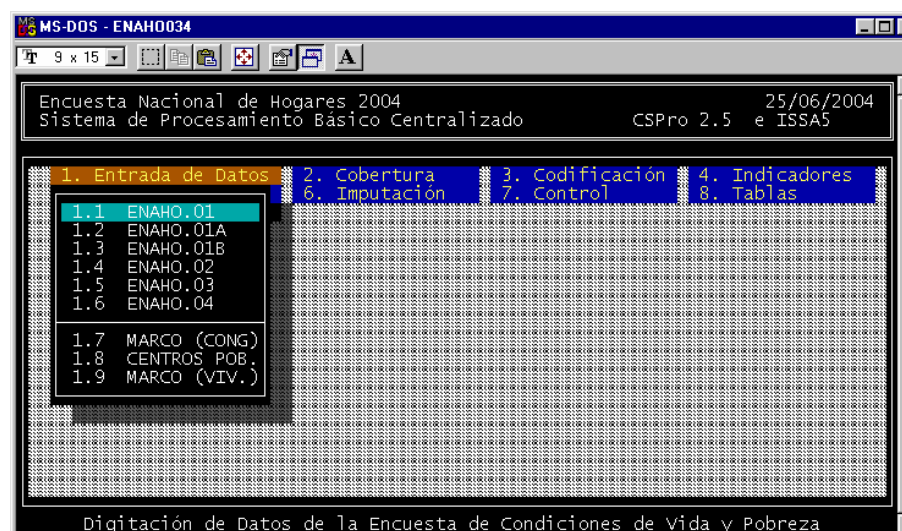 MS-DOS - ENAHO034
9 x 15
A
Encuesta Nacional de Hogares 2004 25/06/2004
Sistema de Procesamiento Básico Centralizado CSPro 2.5 e ISSA5
1. Entrada de Datos 2. Cobertura 3. Codificación 4. Indicadores
6. Imputación 7. Control 8. Tablas
1.1 ENAHO.01
1.2 ENAHO.01A
1.3 ENAHO.01B
1.4 ENAHO.02
1.5 ENAHO.03
1.6 ENAHO.04
1.7 MARCO (CONG)
1.8 CENTROS POB.
1.9 MARCO (VIV.)
Digitación de Datos de la Encuesta de Condiciones de Vida y Pobreza